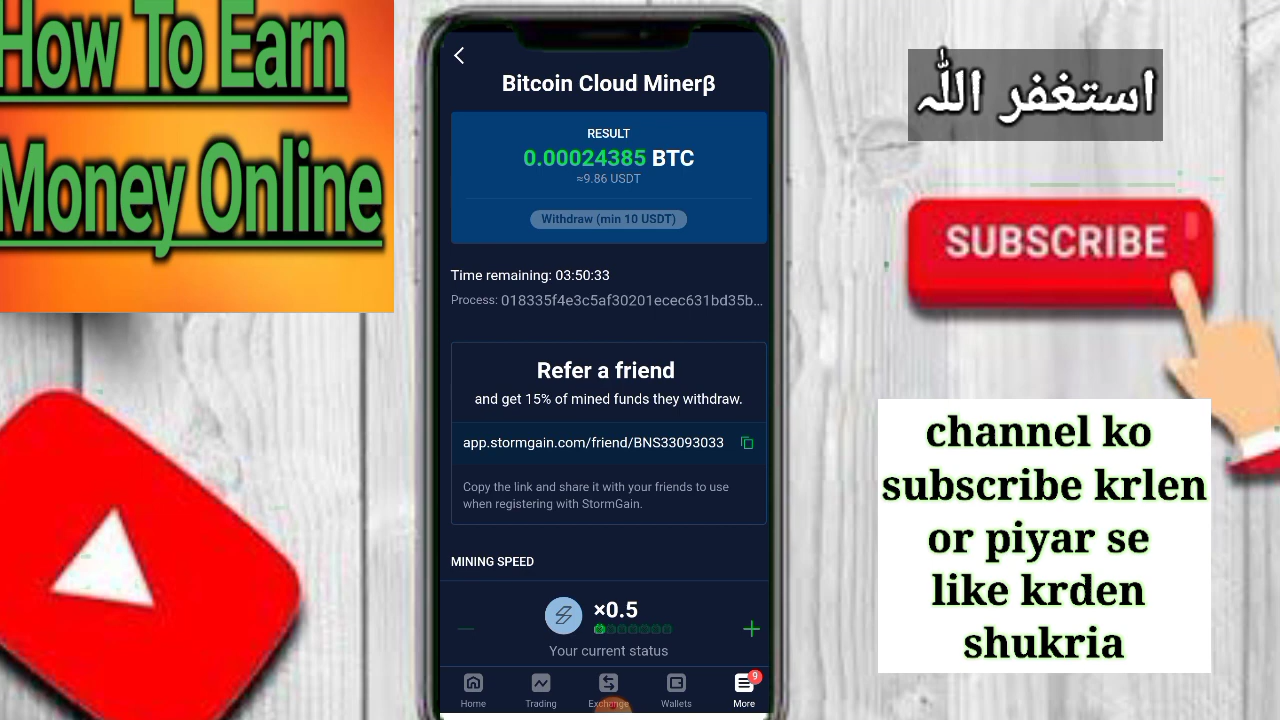 How To Earn
Money Online
Bitcoin Cloud Minerβ
RESULT
0.00024385 BTC
≈9.86 USDT
Withdraw (min 10 USDT)
Time remaining: 03:50:33
Process: 018335f4e3c5af30201ecec631bd35b...
Refer a friend
and get 15% of mined funds they withdraw.
app.stormgain.com/friend/BNS33093033
Copy the link and share it with your friends to use
when registering with StormGain.
MINING SPEED
×0.5
Your current status
Home Trading Exchange Wallets More
9
استغفر اللہ
SUBSCRIBE
channel ko
subscribe krlen
or piyar se
like krden
shukria